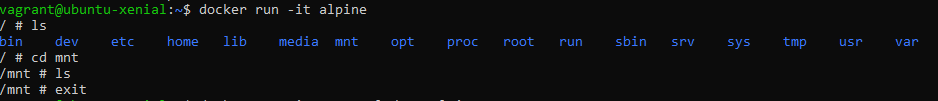 vagrant@ubuntu-xenial:~$ docker run -it alpine
/ # ls
bin dev etc home lib media mnt opt proc root run sbin srv sys tmp usr var
/ # cd mnt
/mnt # ls
/mnt # exit